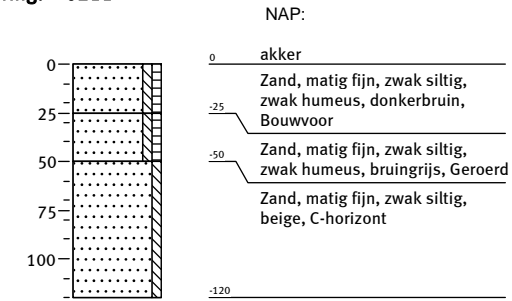 NAP:
0 akker
0
Zand, matig fijn, zwak siltig,
zwak humeus, donkerbruin,
Bouwvoor
-25
25
Zand, matig fijn, zwak siltig,
zwak humeus, bruingrijs, Geroerd
-50
50
Zand, matig fijn, zwak siltig,
beige, C-horizont
75
100
-120